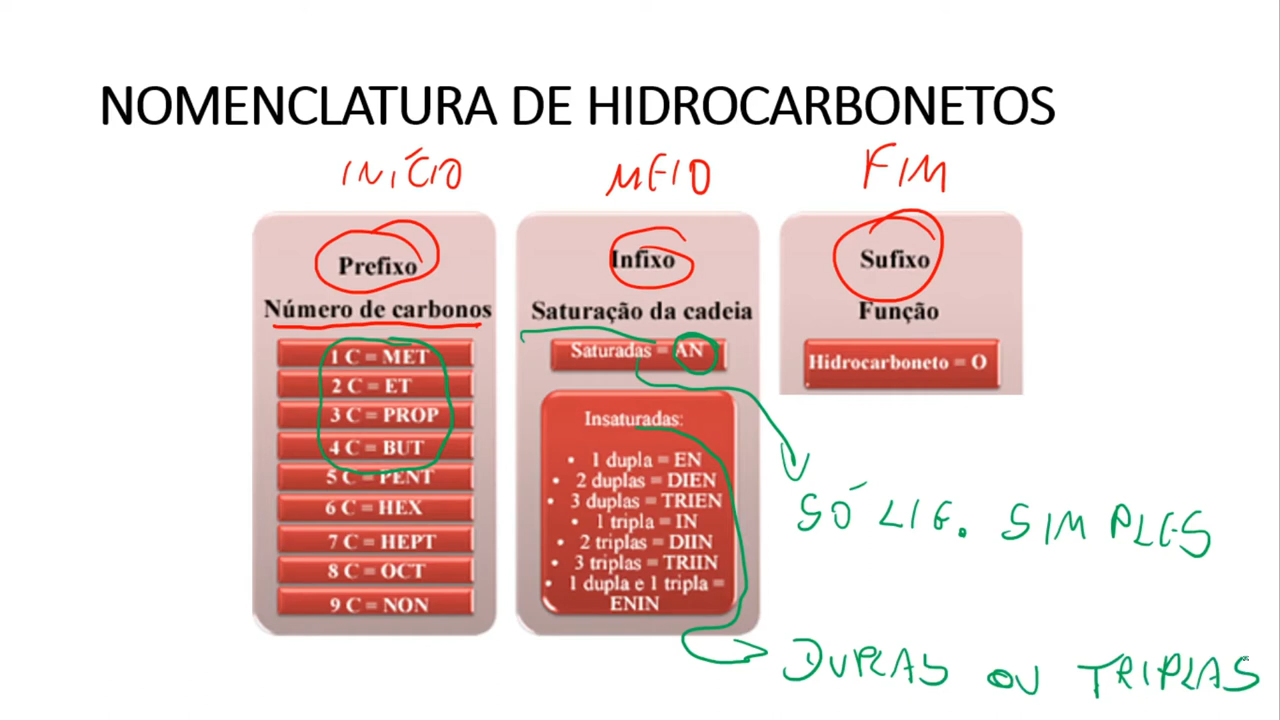 NOMENCLATURA DE HIDROCARBONETOS
INÍCIO
MEIO
FIM
Prefixo
Número de carbonos
1 C = MET
2 C = ET
3 C = PROP
4 C = BUT
5 C = PENT
6 C = HEX
7 C = HEPT
8 C = OCT
9 C = NON
Infixo
Saturação da cadeia
Saturadas = AN
Insaturadas:
• 1 dupla = EN
• 2 duplas = DIEN
• 3 duplas = TRIEN
• 1 tripla = IN
• 2 triplas = DIIN
• 3 triplas = TRIIN
• 1 dupla e 1 tripla =
ENIN
Sufixo
Função
Hidrocarboneto = O
SÓ LIG. SIMPLES
DUPLAS OU TRIPLAS